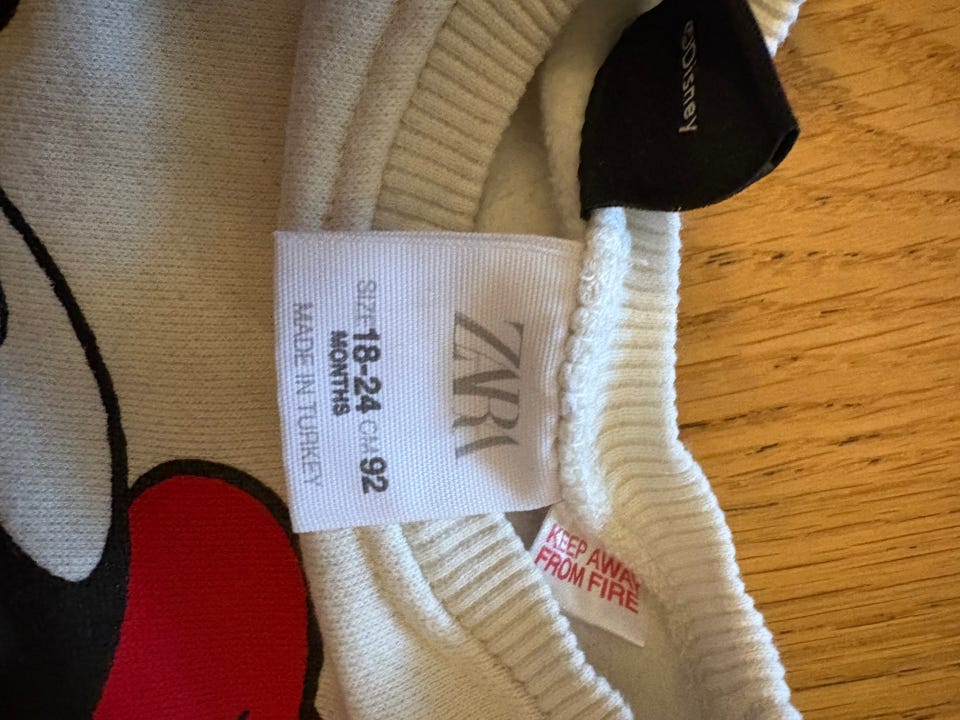 ©Disney
ZARA
SIZE 18-24 CM 92
MONTHS
MADE IN TURKEY
KEEP AWAY
FROM FIRE